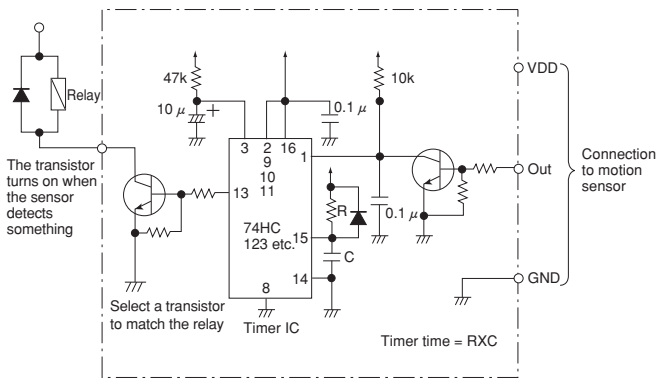 Relay
The transistor
turns on when
the sensor
detects
something
47k
10 μ
+
0.1 μ
10k
3
2
16
9
10
11
1
13
74HC
123 etc.
15
14
8
R
C
0.1 μ
Select a transistor
to match the relay
Timer IC
Timer time = RXC
VDD
Out
GND
Connection
to motion
sensor